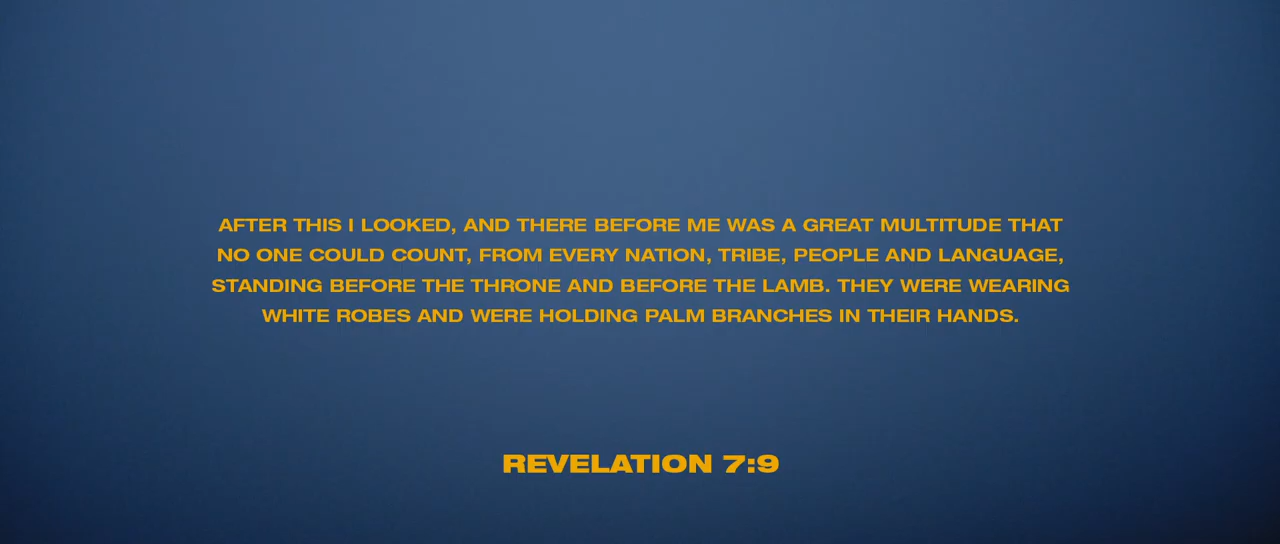 AFTER THIS I LOOKED, AND THERE BEFORE ME WAS A GREAT MULTITUDE THAT
NO ONE COULD COUNT, FROM EVERY NATION, TRIBE, PEOPLE AND LANGUAGE,
STANDING BEFORE THE THRONE AND BEFORE THE LAMB. THEY WERE WEARING
WHITE ROBES AND WERE HOLDING PALM BRANCHES IN THEIR HANDS.
REVELATION 7:9